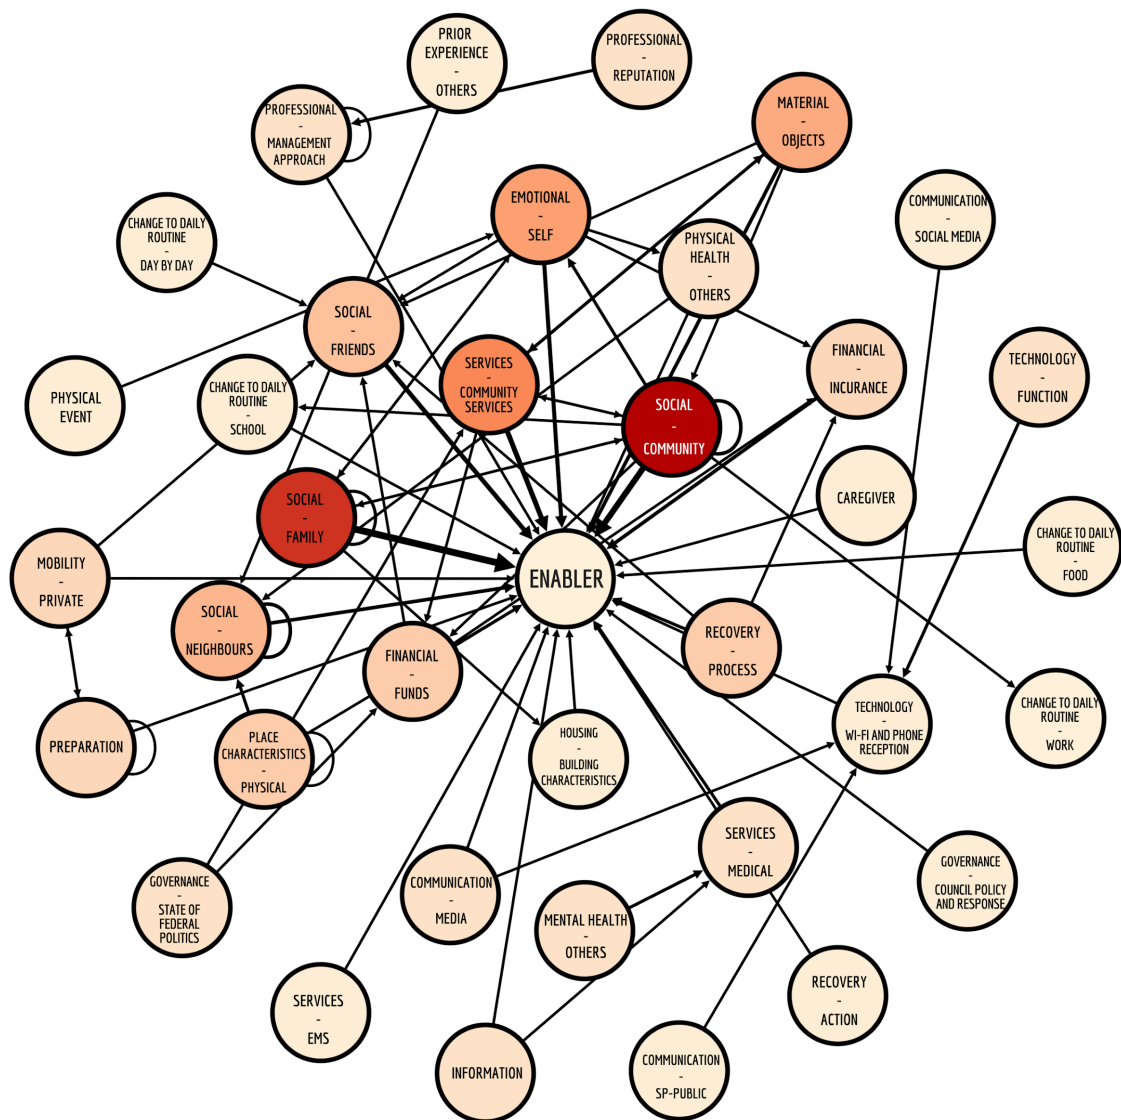 PRIOR
EXPERIENCE
-
OTHERS
PROFESSIONAL
-
REPUTATION
PROFESSIONAL
-
MANAGEMENT
APPROACH
MATERIAL
-
OBJECTS
EMOTIONAL
-
SELF
COMMUNICATION
-
SOCIAL MEDIA
CHANGE TO DAILY
ROUTINE
-
DAY BY DAY
PHYSICAL
HEALTH
-
OTHERS
SOCIAL
-
FRIENDS
SERVICES
-
COMMUNITY
SERVICES
FINANCIAL
-
INCURANCE
TECHNOLOGY
-
FUNCTION
PHYSICAL
EVENT
CHANGE TO DAILY
ROUTINE
-
SCHOOL
SOCIAL
-
COMMUNITY
CAREGIVER
SOCIAL
-
FAMILY
CHANGE TO DAILY
ROUTINE
-
FOOD
MOBILITY
-
PRIVATE
ENABLER
SOCIAL
-
NEIGHBOURS
FINANCIAL
-
FUNDS
RECOVERY
-
PROCESS
PREPARATION
PLACE
CHARACTERISTICS
-
PHYSICAL
HOUSING
-
BUILDING
CHARACTERISTICS
TECHNOLOGY
-
WI-FI AND PHONE
RECEPTION
CHANGE TO DAILY
ROUTINE
-
WORK
SERVICES
-
MEDICAL
GOVERNANCE
-
STATE OF
FEDERAL
POLITICS
COMMUNICATION
-
MEDIA
MENTAL HEALTH
-
OTHERS
GOVERNANCE
-
COUNCIL POLICY
AND RESPONSE
SERVICES
-
EMS
RECOVERY
-
ACTION
INFORMATION
COMMUNICATION
-
SP-PUBLIC